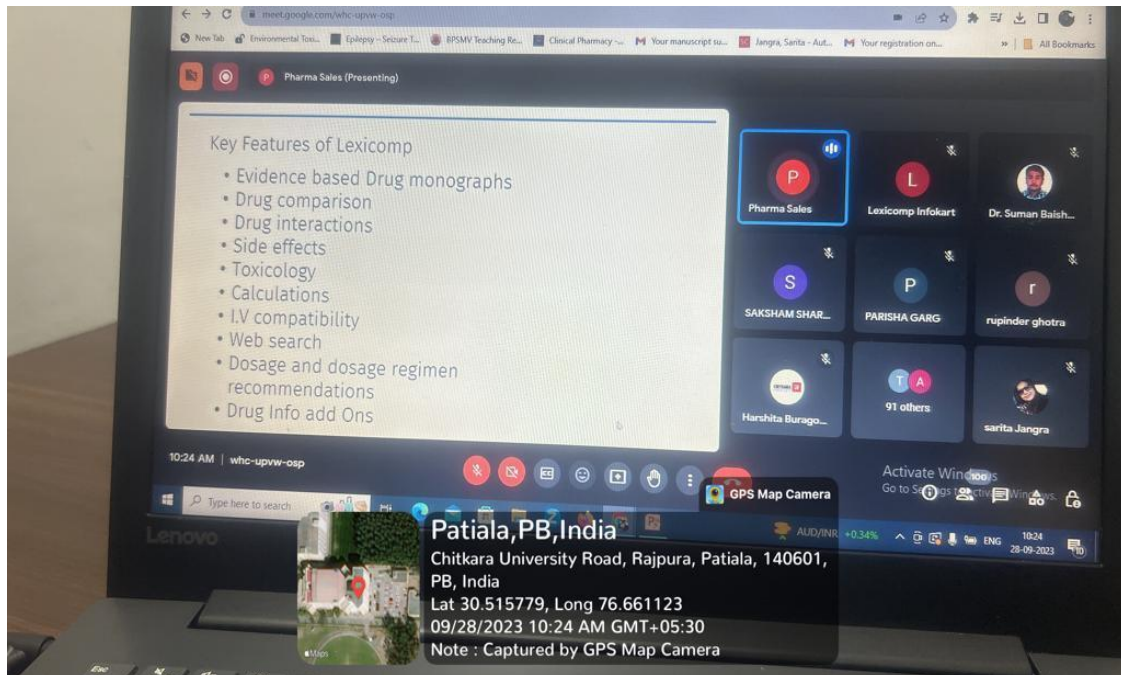 meet.google.com/whc-upvw-osp
New Tab
Environmental Toxi...
Epilepsy - Seizure T...
BPSMV Teaching Re...
Clinical Pharmacy -...
Your manuscript su...
Jangra, Sarita - Aut...
Your registration on...
»
All Bookmarks
P
Pharma Sales (Presenting)
Key Features of Lexicomp
• Evidence based Drug monographs
• Drug comparison
• Drug interactions
• Side effects
• Toxicology
• Calculations
• I.V compatibility
• Web search
• Dosage and dosage regimen
recommendations
• Drug Info add Ons
P
Pharma Sales
L
Lexicomp Infokart
Dr. Suman Baish...
S
SAKSHAM SHAR...
P
PARISHA GARG
r
rupinder ghotra
Harshita Burago...
T A
91 others
sarita Jangra
10:24 AM | whc-upvw-osp
CC
Activate Windows
100
Type here to search
AUD/INR +0.34%
ENG
10:24
28-09-2023
10
Lenovo
Esc
GPS Map Camera
Patiala,PB,India
Chitkara University Road, Rajpura, Patiala, 140601,
PB, India
Lat 30.515779, Long 76.661123
09/28/2023 10:24 AM GMT+05:30
Note : Captured by GPS Map Camera
Maps